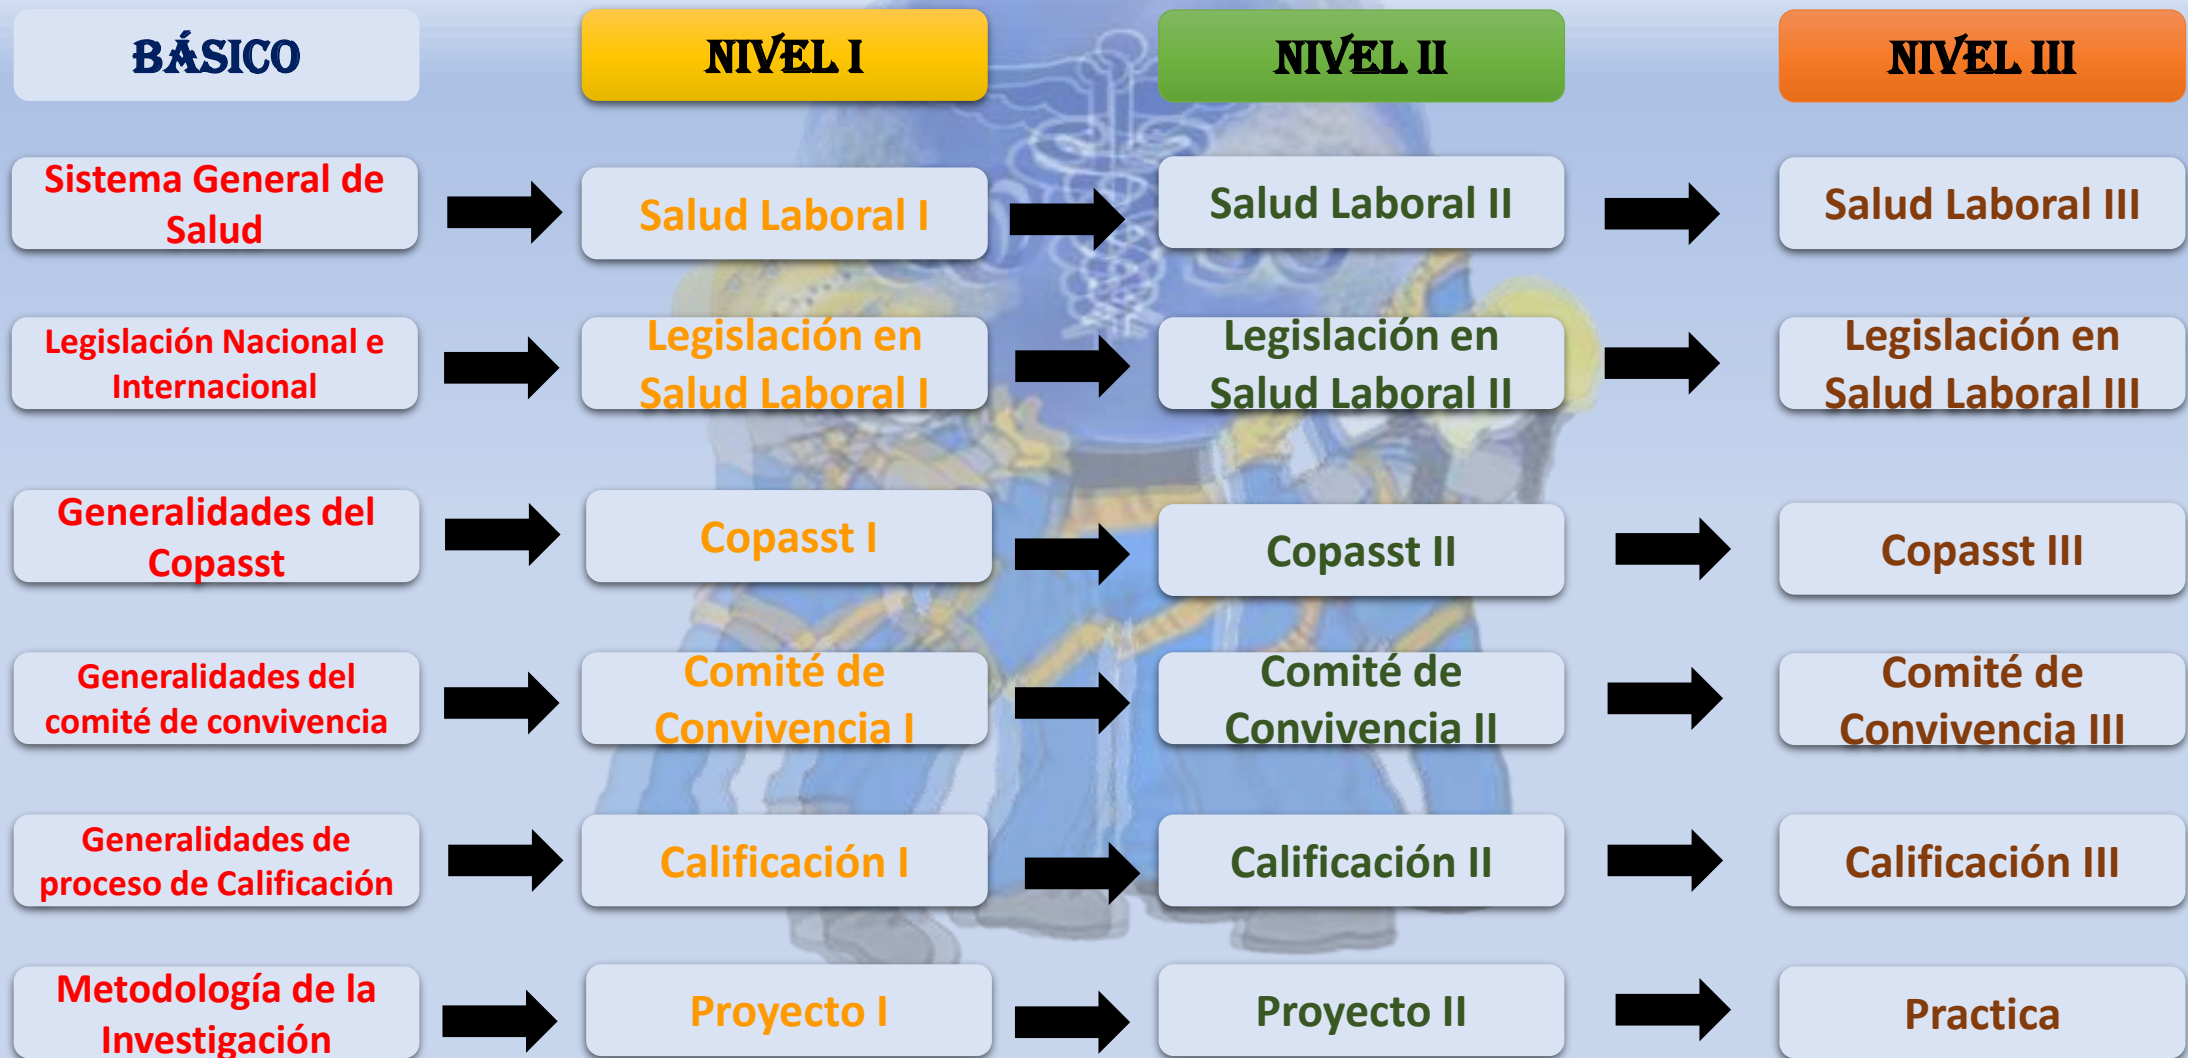 BÁSICO
NIVEL I
NIVEL II
NIVEL III
Sistema General de
Salud
Salud Laboral I
Salud Laboral II
Salud Laboral III
Legislación Nacional e
Internacional
Legislación en
Salud Laboral I
Legislación en
Salud Laboral II
Legislación en
Salud Laboral III
Generalidades del
Copasst
Copasst I
Copasst II
Copasst III
Generalidades del
comité de convivencia
Comité de
Convivencia I
Comité de
Convivencia II
Comité de
Convivencia III
Generalidades de
proceso de Calificación
Calificación I
Calificación II
Calificación III
Metodología de la
Investigación
Proyecto I
Proyecto II
Practica